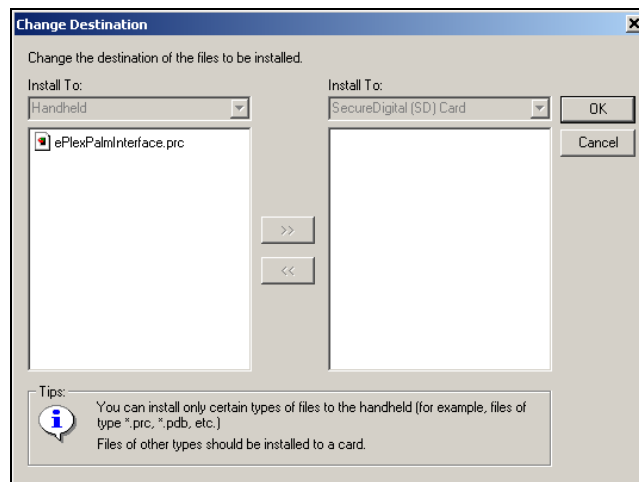 Change Destination
Change the destination of the files to be installed.
Install To:
Install To:
Handheld
SecureDigital (SD) Card
OK
ePlexPalmInterface.prc
Cancel
>>
<<
Tips:
You can install only certain types of files to the handheld (for example, files of
type *.prc, *.pdb, etc.)
Files of other types should be installed to a card.